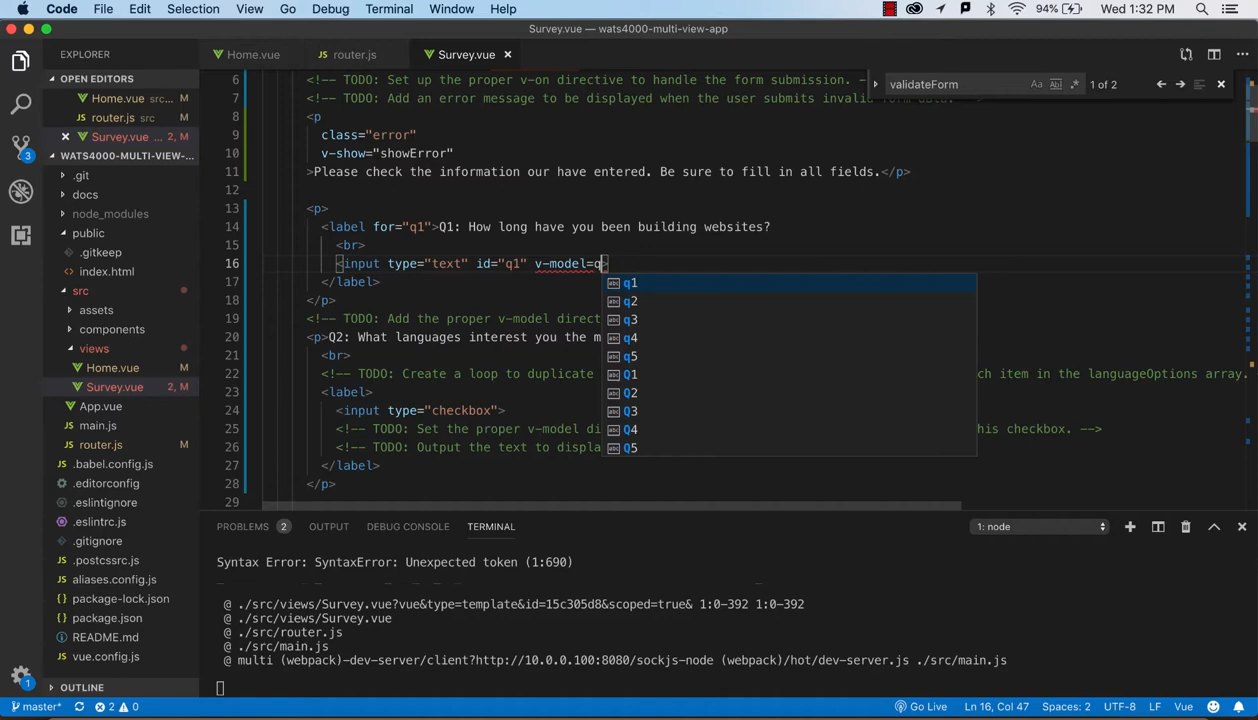 Code File Edit Selection View Go Debug Terminal Window Help 94% Wed 1:32 PM
Survey.vue — wats4000-multi-view-app
EXPLORER
Home.vue router.js Survey.vue
OPEN EDITORS
Home.vue src... M
router.js src M
Survey.vue 2, M
WATS4000-MULTI-VIEW-...
.git
docs
node_modules
public
.gitkeep
index.html
src
assets
components
views
Home.vue M
Survey.vue 2, M
App.vue
main.js
router.js M
.babel.config.js
.editorconfig
.eslintignore
.eslintrc.js
.gitignore
.postcssrc.js
aliases.config.js
package-lock.json
package.json
README.md
vue.config.js
OUTLINE
3
1
validateForm Aa Abl .* 1 of 2
6 <!-- TODO: Set up the proper v-on directive to handle the form submission. -
7 <!-- TODO: Add an error message to be displayed when the user submits invalid form data.
8 <p
9 class="error"
10 v-show="showError"
11 >Please check the information our have entered. Be sure to fill in all fields.</p>
12
13 <p>
14 <label for="q1">Q1: How long have you been building websites?
15 <br>
16 <input type="text" id="q1" v-model=q>
17 </label>
18 </p>
19 <!-- TODO: Add the proper v-model direct
20 <p>Q2: What languages interest you the m
21 <br>
22 <!-- TODO: Create a loop to duplicate ch item in the languageOptions array.
23 <label>
24 <input type="checkbox">
25 <!-- TODO: Set the proper v-model di his checkbox. -->
26 <!-- TODO: Output the text to displa
27 </label>
28 </p>
29
abc q1
abc q2
abc q3
abc q4
abc q5
abc Q1
abc Q2
abc Q3
abc Q4
abc Q5
PROBLEMS 2 OUTPUT DEBUG CONSOLE TERMINAL 1: node
Syntax Error: SyntaxError: Unexpected token (1:690)
@ ./src/views/Survey.vue?vue&type=template&id=15c305d8&scoped=true& 1:0-392 1:0-392
@ ./src/views/Survey.vue
@ ./src/router.js
@ ./src/main.js
@ multi (webpack)-dev-server/client?http://10.0.0.100:8080/sockjs-node (webpack)/hot/dev-server.js ./src/main.js
master* 2 0 Go Live Ln 16, Col 47 Spaces: 2 UTF-8 LF Vue